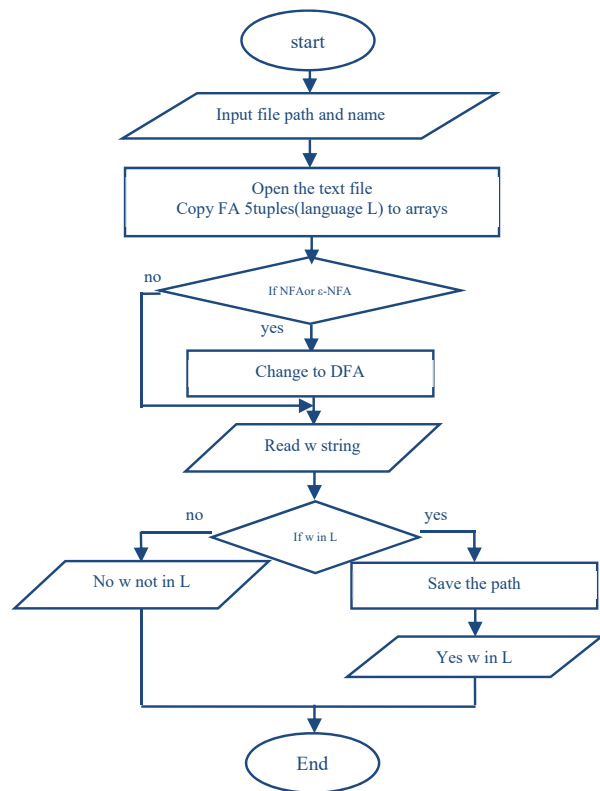 start
Input file path and name
Open the text file
Copy FA 5tuples(language L) to arrays
no
If NFAor ε-NFA
yes
Change to DFA
Read w string
no
yes
If w in L
No w not in L
Save the path
Yes w in L
End